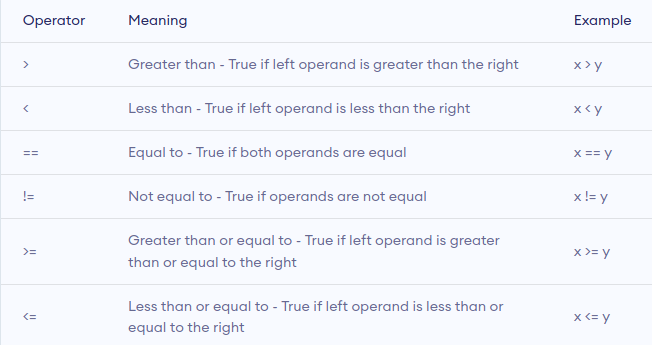 Operator Meaning Example
> Greater than - True if left operand is greater than the right x > y
< Less than - True if left operand is less than the right x < y
== Equal to - True if both operands are equal x == y
!= Not equal to - True if operands are not equal x != y
Greater than or equal to - True if left operand is greater
>= x >= y
than or equal to the right
Less than or equal to - True if left operand is less than or
<= x <= y
equal to the right